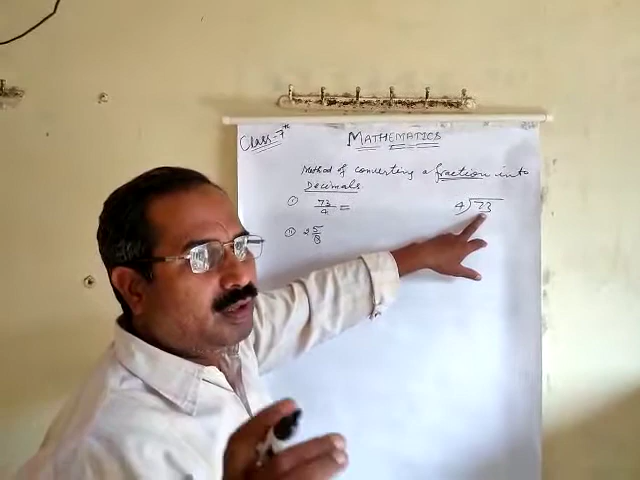 Class-7th
MATHEMATICS
Method of converting a fraction into
Decimals
① 73/4 =
4)73
② 2 5/8